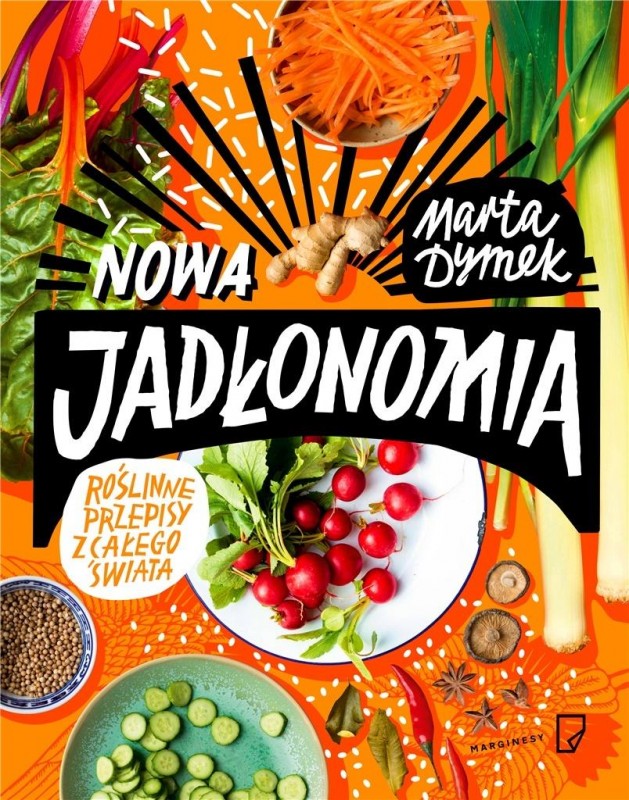 NOWA
Marta
Dymek
JADŁONOMIA
ROŚLINNE
PRZEPISY
Z CAŁEGO
ŚWIATA
MARGINESY